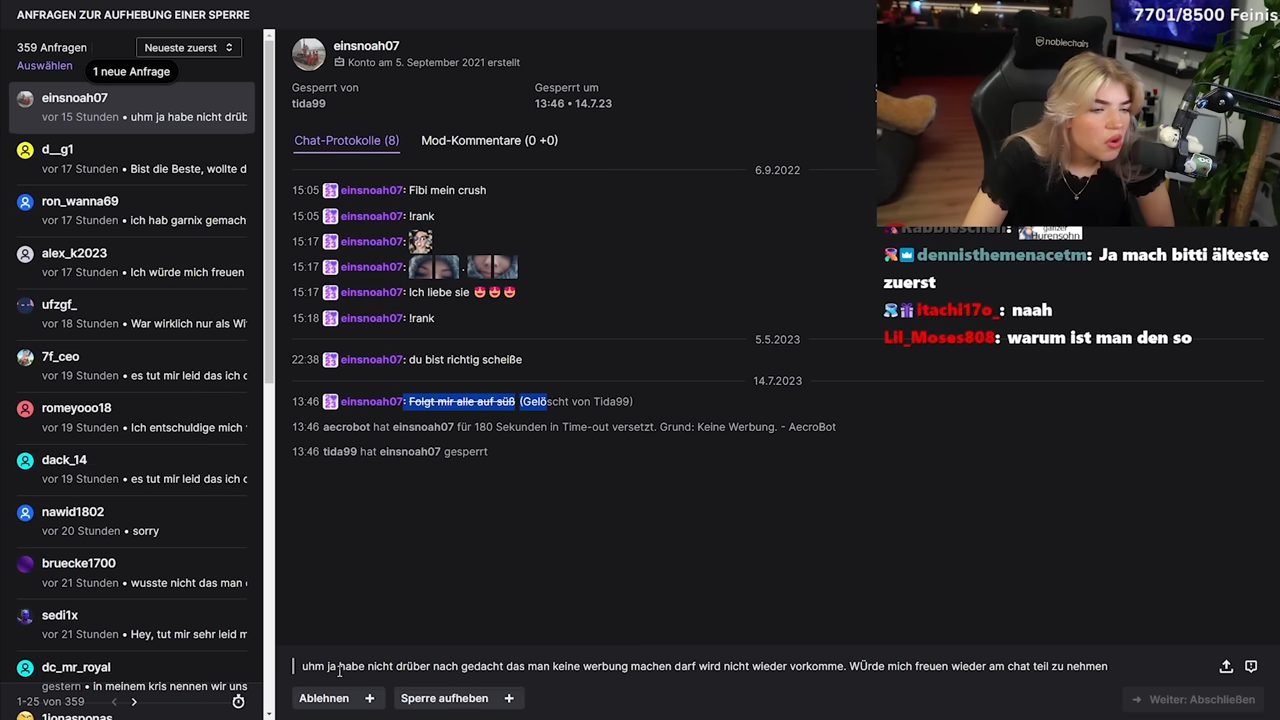 ANFRAGEN ZUR AUFHEBUNG EINER SPERRE
7701/8500 Feinis
359 Anfragen
Neueste zuerst
Auswählen
1 neue Anfrage
einsnoah07
vor 15 Stunden • uhm ja habe nicht drüb
d__g1
vor 17 Stunden • Bist die Beste, wollte d
ron_wanna69
vor 17 Stunden • ich hab garnix gemach
alex_k2023
vor 17 Stunden • Ich würde mich freuen
ufzgf_
vor 18 Stunden • War wirklich nur als Wi
7f_ceo
vor 19 Stunden • es tut mir leid das ich c
romeyooo18
vor 19 Stunden • Ich entschuldige mich
dack_14
vor 19 Stunden • es tut mir leid das ich c
nawid1802
vor 20 Stunden • sorry
bruecke1700
vor 21 Stunden • wusste nicht das man
sedi1x
vor 21 Stunden • Hey, tut mir sehr leid m
dc_mr_royal
gestern • in meinem kris nennen wir uns
1-25 von 359
einsnoah07
Konto am 5. September 2021 erstellt
Gesperrt von
Gesperrt um
tida99
13:46 • 14.7.23
Chat-Protokolle (8)
Mod-Kommentare (0 +0)
6.9.2022
15:05 einsnoah07: Fibi mein crush
15:05 einsnoah07: !rank
15:17 einsnoah07:
15:17 einsnoah07:
15:17 einsnoah07: Ich liebe sie 😍😍😍
15:18 einsnoah07: !rank
5.5.2023
22:38 einsnoah07: du bist richtig scheiße
14.7.2023
13:46 einsnoah07: Folgt mir alle auf süß (Gelöscht von Tida99)
13:46 aecrobot hat einsnoah07 für 180 Sekunden in Time-out versetzt. Grund: Keine Werbung. - AecroBot
13:46 tida99 hat einsnoah07 gesperrt
uhm ja habe nicht drüber nach gedacht das man keine werbung machen darf wird nicht wieder vorkomme. WÜrde mich freuen wieder am chat teil zu nehmen
Ablehnen +
Sperre aufheben +
Weiter: Abschließen
noblechairs
Hurensohn
dennisthemenacetm: Ja mach bitti älteste
zuerst
itachi17o_: naah
Lil_Moses808: warum ist man den so